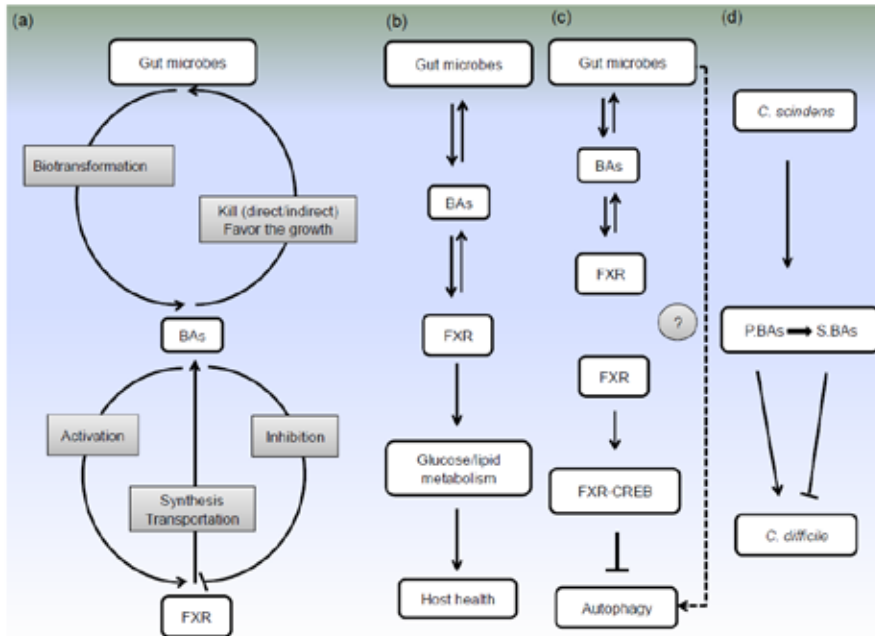 (a)
Gut microbes
Biotransformation
Kill (direct/indirect)
Favor the growth
BAs
Activation
Inhibition
Synthesis
Transportation
FXR
(b)
Gut microbes
BAs
FXR
Glucose/lipid
metabolism
Host health
(c)
Gut microbes
BAs
FXR
?
FXR
FXR-CREB
Autophagy
(d)
C. scindens
P.BAs S.BAs
C. difficile